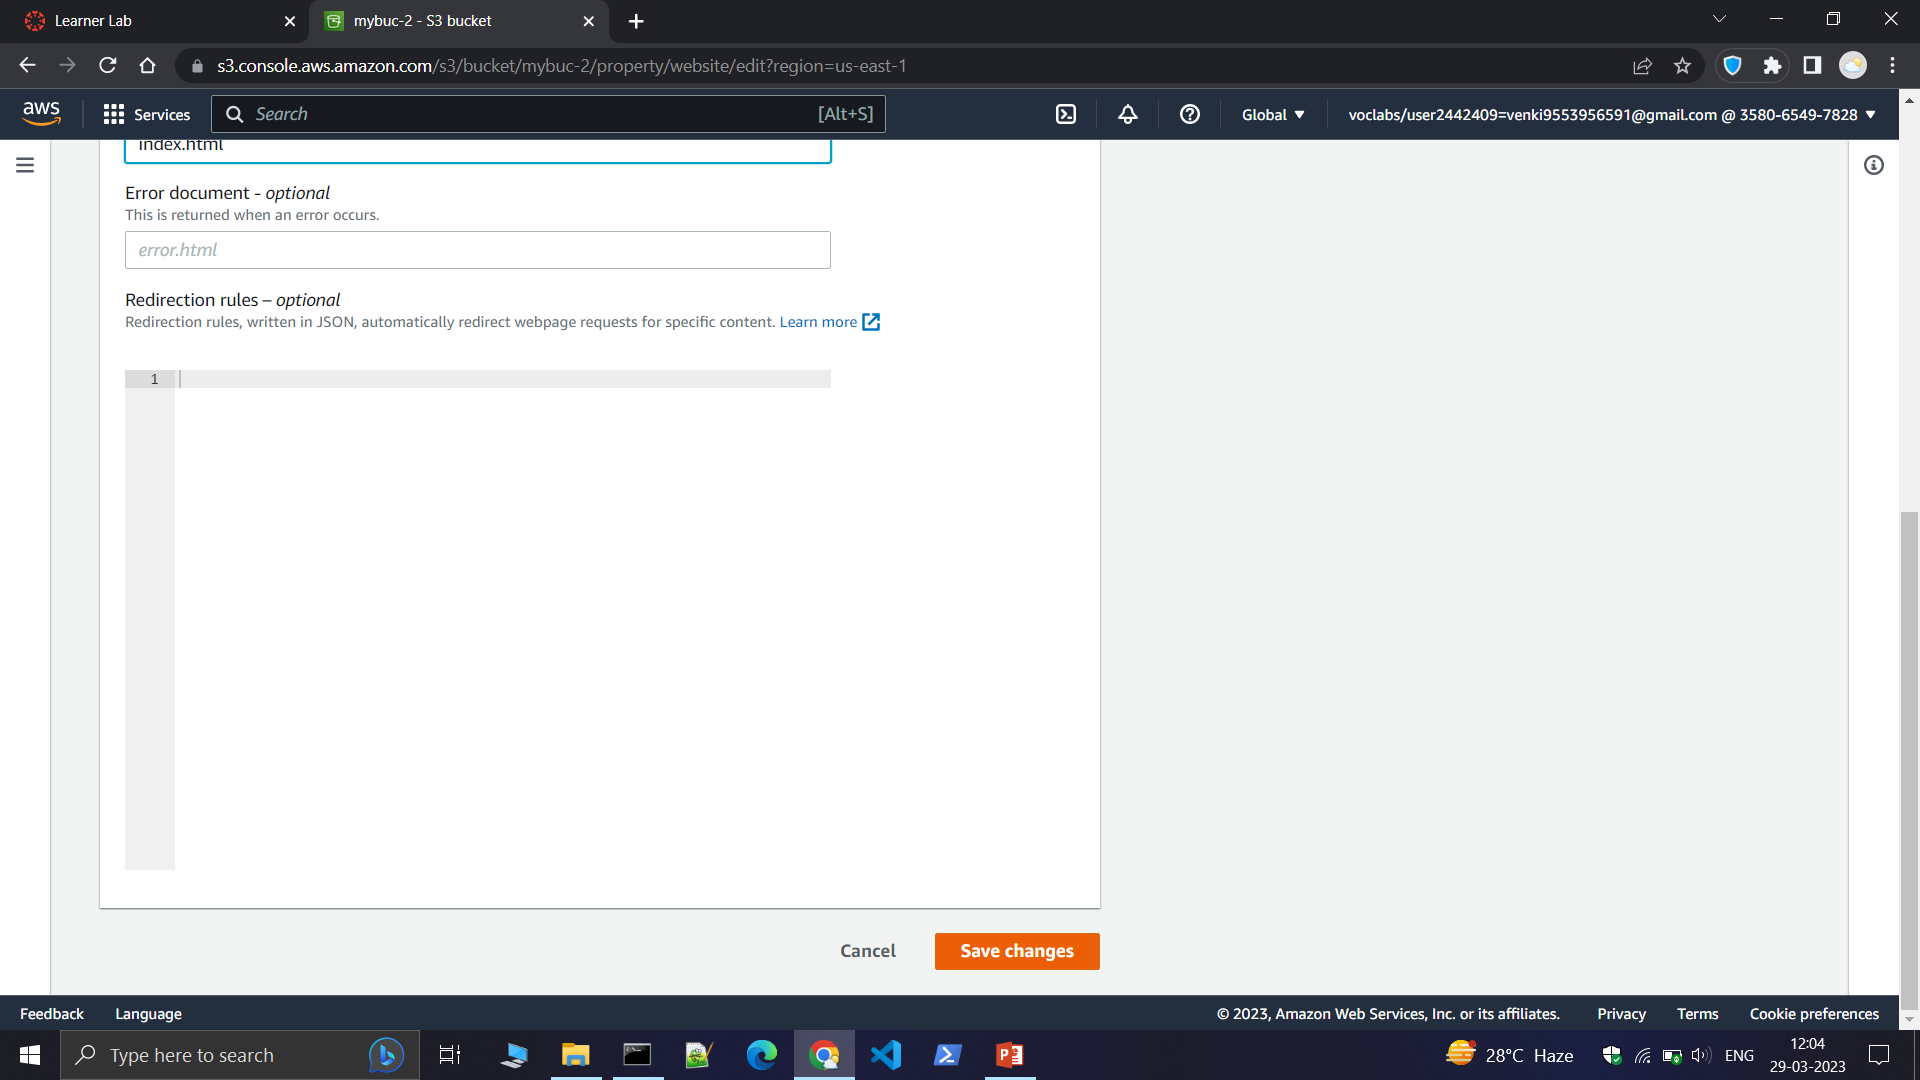 Learner Lab
mybuc-2 - S3 bucket
s3.console.aws.amazon.com/s3/bucket/mybuc-2/property/website/edit?region=us-east-1
aws
Services
Search
[Alt+S]
Global
voclabs/user2442409=venki9553956591@gmail.com @ 3580-6549-7828
index.html
Error document - optional
This is returned when an error occurs.
error.html
Redirection rules – optional
Redirection rules, written in JSON, automatically redirect webpage requests for specific content. Learn more
1
Cancel
Save changes
Feedback
Language
© 2023, Amazon Web Services, Inc. or its affiliates.
Privacy
Terms
Cookie preferences
Type here to search
28°C Haze
ENG
12:04
29-03-2023